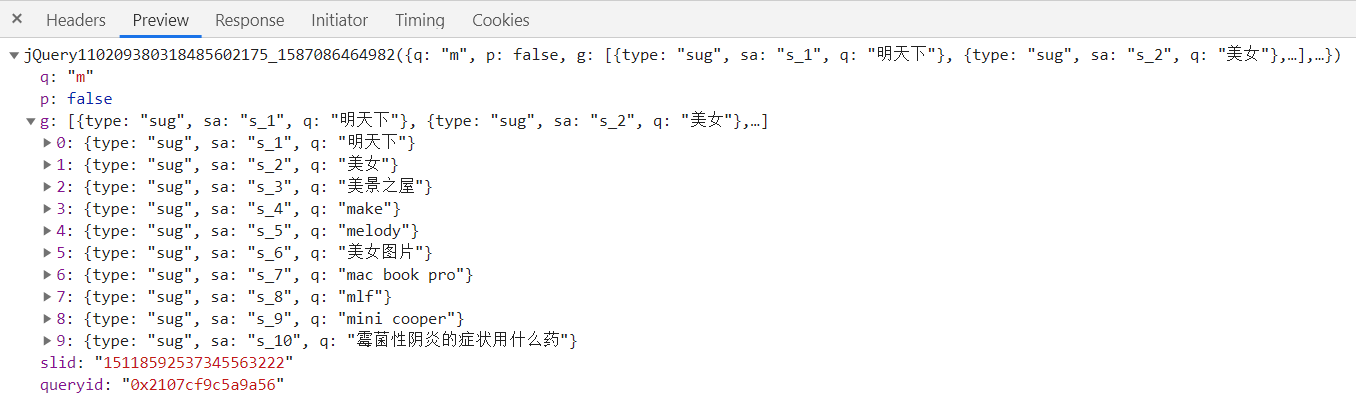 × Headers Preview Response Initiator Timing Cookies
▼jQuery110209380318485602175_1587086464982({q: "m", p: false, g: [{type: "sug", sa: "s_1", q: "明天下"}, {type: "sug", sa: "s_2", q: "美女"},…],…})
q: "m"
p: false
▼g: [{type: "sug", sa: "s_1", q: "明天下"}, {type: "sug", sa: "s_2", q: "美女"},…]
▶0: {type: "sug", sa: "s_1", q: "明天下"}
▶1: {type: "sug", sa: "s_2", q: "美女"}
▶2: {type: "sug", sa: "s_3", q: "美景之屋"}
▶3: {type: "sug", sa: "s_4", q: "make"}
▶4: {type: "sug", sa: "s_5", q: "melody"}
▶5: {type: "sug", sa: "s_6", q: "美女图片"}
▶6: {type: "sug", sa: "s_7", q: "mac book pro"}
▶7: {type: "sug", sa: "s_8", q: "mlf"}
▶8: {type: "sug", sa: "s_9", q: "mini cooper"}
▶9: {type: "sug", sa: "s_10", q: "霉菌性阴炎的症状用什么药"}
slid: "15118592537345563222"
queryid: "0x2107cf9c5a9a56"